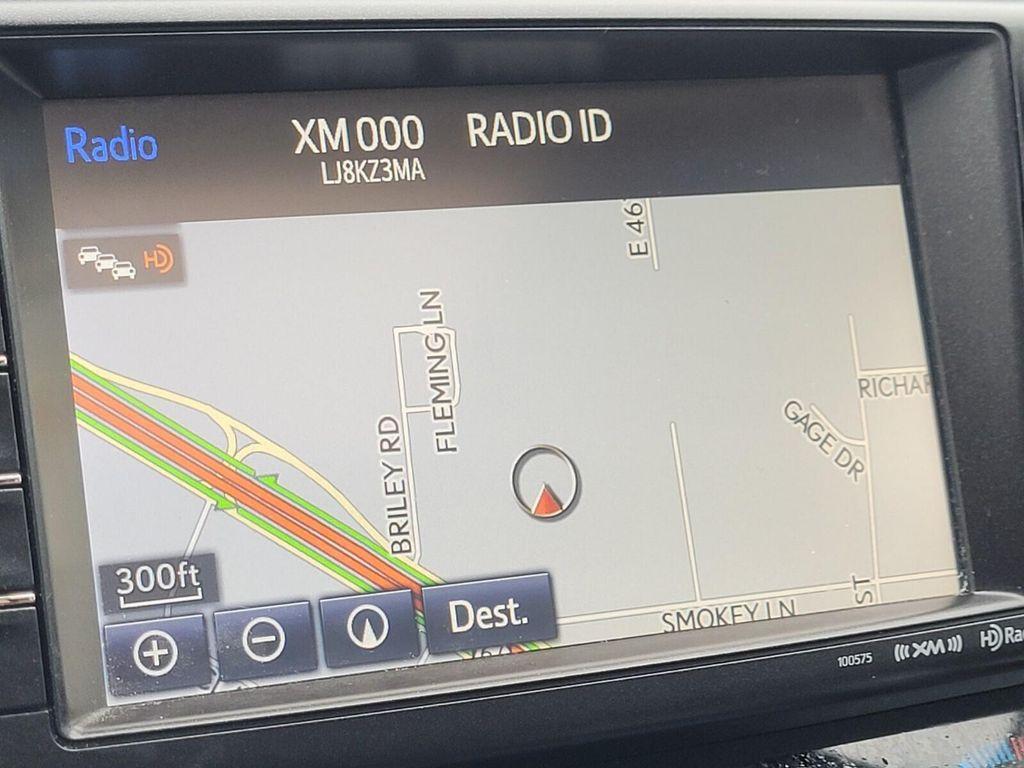 Radio
XM 000
RADIO ID
LJ8KZ3MA
HD
E 46
FLEMING LN
BRILEY RD
RICHAR
GAGE DR
300ft
Dest.
SMOKEY LN
ST
100575
XM
HD Ra